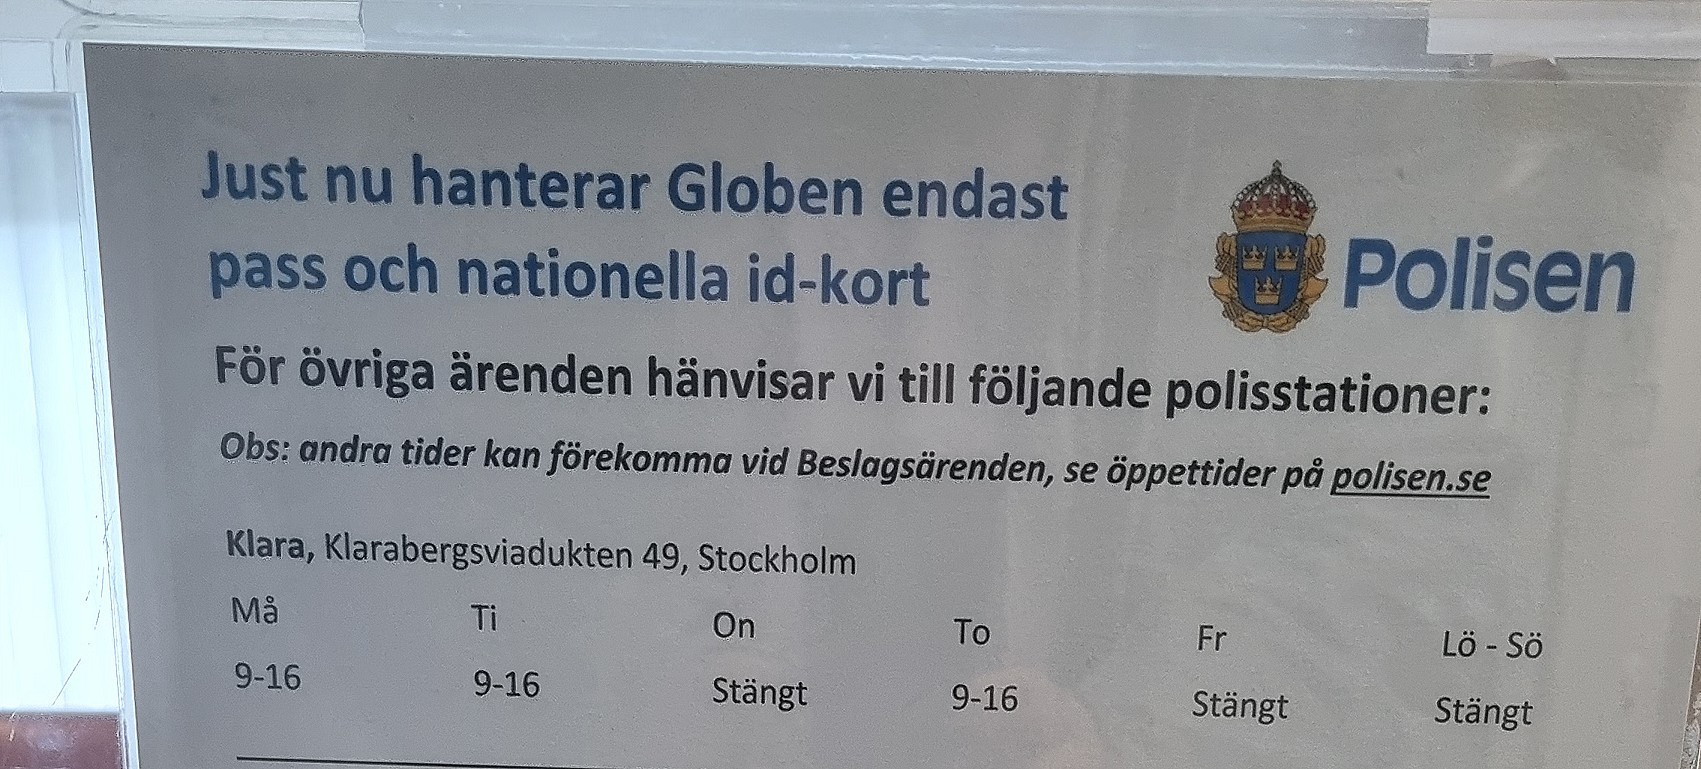 Just nu hanterar Globen endast
pass och nationella id-kort
Polisen
För övriga ärenden hänvisar vi till följande polisstationer:
Obs: andra tider kan förekomma vid Beslagsärenden, se öppettider på polisen.se
Klara, Klarabergsviadukten 49, Stockholm
Må Ti On To Fr Lö - Sö
9-16 9-16 Stängt 9-16 Stängt Stängt